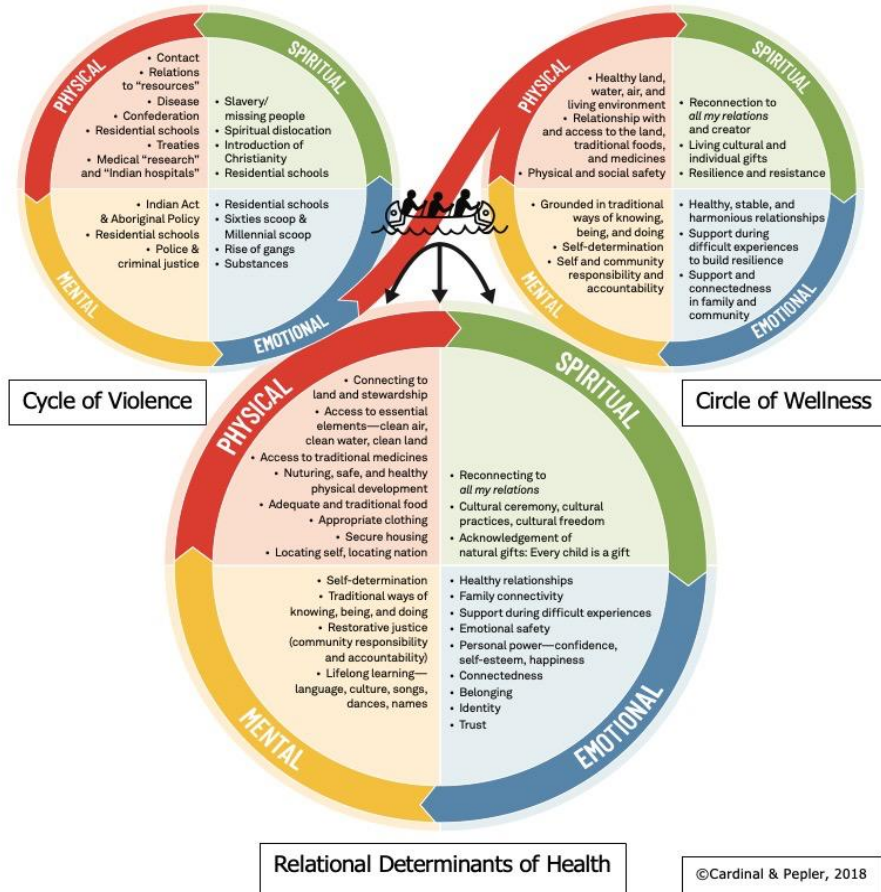 PHYSICAL
• Contact
• Relations
to “resources”
• Disease
• Confederation
• Residential schools
• Treaties
• Medical “research”
and “Indian hospitals”
SPIRITUAL
• Slavery/
missing people
• Spiritual dislocation
• Introduction of
Christianity
• Residential schools
MENTAL
• Indian Act
& Aboriginal Policy
• Residential schools
• Police &
criminal justice
EMOTIONAL
• Residential schools
• Sixties scoop &
Millennial scoop
• Rise of gangs
• Substances
Cycle of Violence
PHYSICAL
• Healthy land,
water, air, and
living environment
• Relationship with
and access to the land,
traditional foods,
and medicines
• Physical and social safety
SPIRITUAL
• Reconnection to
all my relations
and creator
• Living cultural and
individual gifts
• Resilience and resistance
MENTAL
• Grounded in traditional
ways of knowing,
being, and doing
• Self-determination
• Self and community
responsibility and
accountability
EMOTIONAL
• Healthy, stable, and
harmonious relationships
• Support during
difficult experiences
to build resilience
• Support and
connectedness
in family and
community
Circle of Wellness
PHYSICAL
• Connecting to
land and stewardship
• Access to essential
elements—clean air,
clean water, clean land
• Access to traditional medicines
• Nuturing, safe, and healthy
physical development
• Adequate and traditional food
• Appropriate clothing
• Secure housing
• Locating self, locating nation
SPIRITUAL
• Reconnecting to
all my relations
• Cultural ceremony, cultural
practices, cultural freedom
• Acknowledgement of
natural gifts: Every child is a gift
MENTAL
• Self-determination
• Traditional ways of
knowing, being, and doing
• Restorative justice
(community responsibility
and accountability)
• Lifelong learning—
language, culture, songs,
dances, names
EMOTIONAL
• Healthy relationships
• Family connectivity
• Support during difficult experiences
• Emotional safety
• Personal power—confidence,
self-esteem, happiness
• Connectedness
• Belonging
• Identity
• Trust
Relational Determinants of Health
©Cardinal & Pepler, 2018